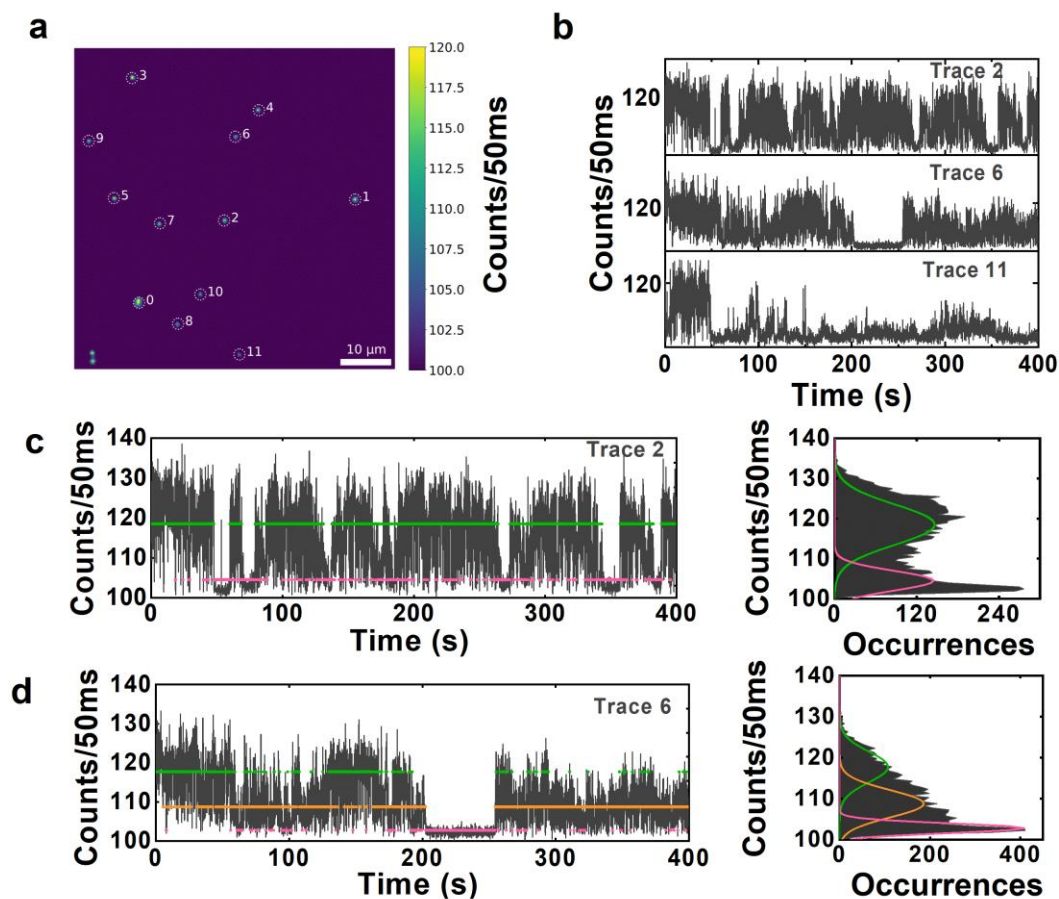 a
3
4
9
6
5
1
7
2
0
10
8
11
10 μm
120.0
117.5
115.0
112.5
110.0
107.5
105.0
102.5
100.0
Counts/50ms
b
Trace 2
120
Trace 6
120
Trace 11
120
Counts/50ms
0 100 200 300 400
Time (s)
c
Trace 2
140
130
120
110
100
Counts/50ms
0 100 200 300 400
Time (s)
140
130
120
110
100
Counts/50ms
0 120 240
Occurrences
d
Trace 6
140
130
120
110
100
Counts/50ms
0 100 200 300 400
Time (s)
140
130
120
110
100
Counts/50ms
0 200 400
Occurrences